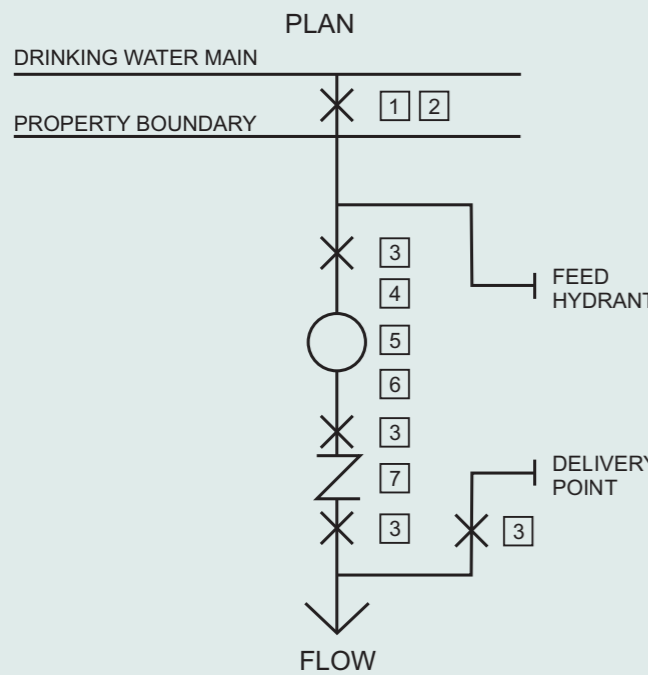 PLAN
DRINKING WATER MAIN
1 2
PROPERTY BOUNDARY
3
4
FEED
HYDRANT
5
6
3
DELIVERY
POINT
7
3
3
FLOW